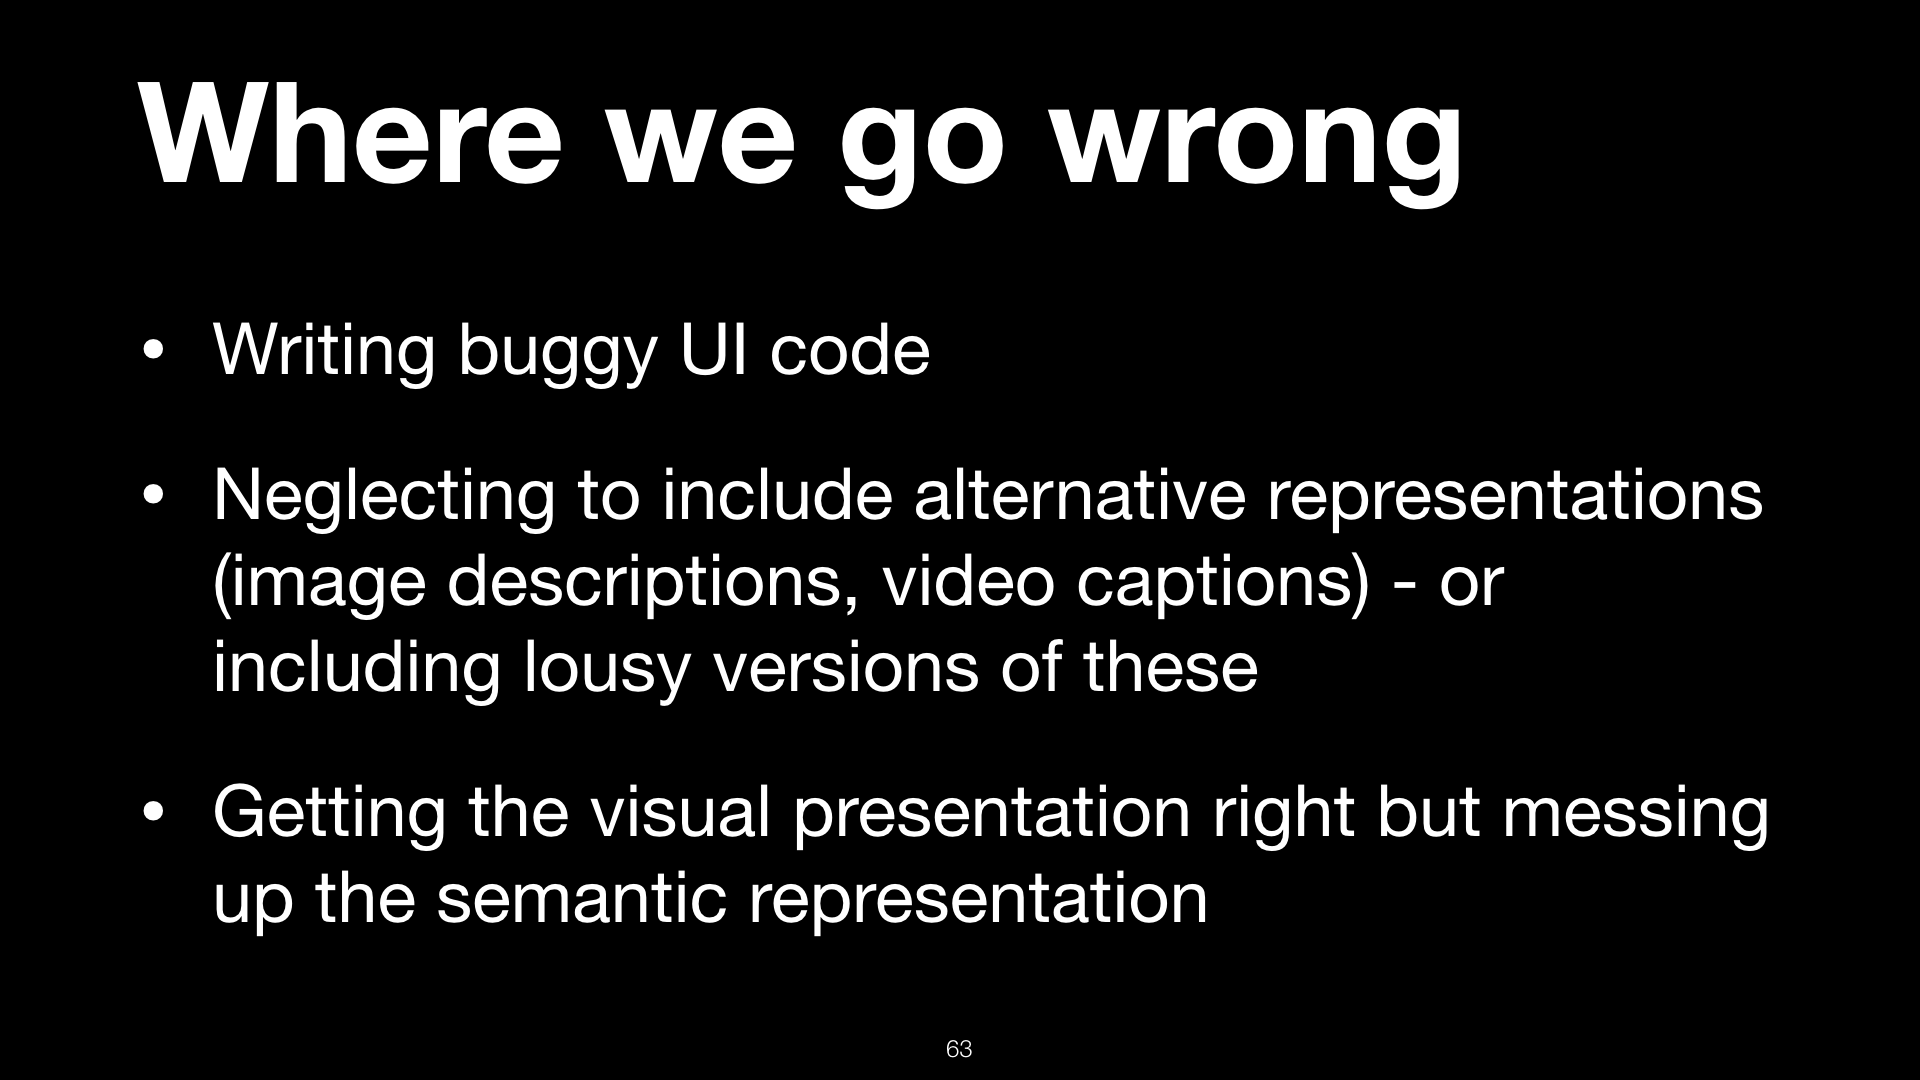 Where we go wrong
• Writing buggy UI code
• Neglecting to include alternative representations
(image descriptions, video captions) - or
including lousy versions of these
• Getting the visual presentation right but messing
up the semantic representation
63